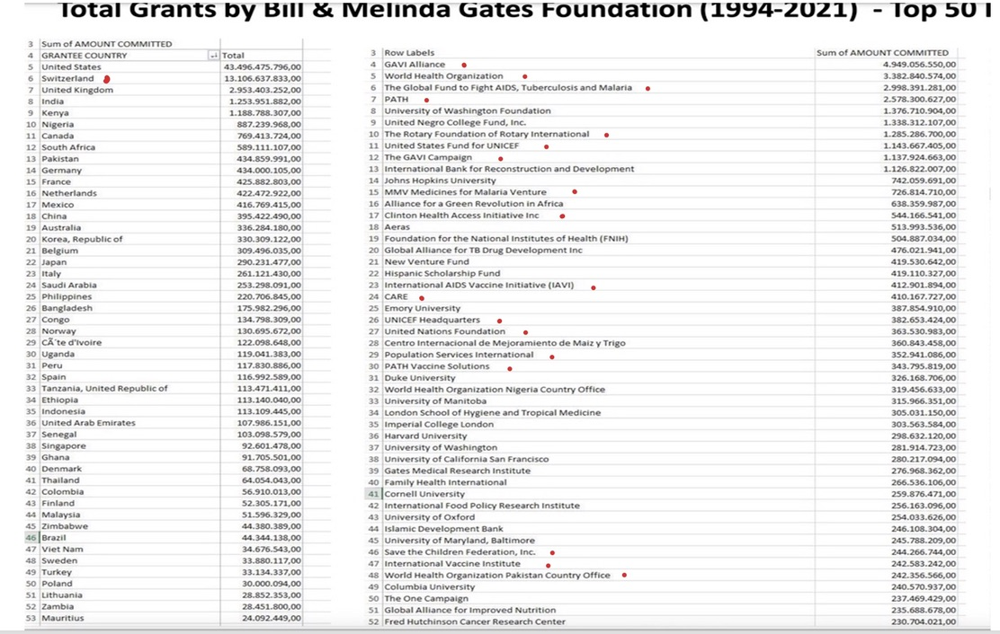 Total Grants by Bill & Melinda Gates Foundation (1994-2021) - Top 50
3 Sum of AMOUNT COMMITTED
4 GRANTEE COUNTRY Total
5 United States 43.496.475.796,00
6 Switzerland 13.106.637.833,00
7 United Kingdom 2.953.403.252,00
8 India 1.253.951.882,00
9 Kenya 1.188.788.307,00
10 Nigeria 887.239.968,00
11 Canada 769.413.724,00
12 South Africa 589.111.107,00
13 Pakistan 434.859.991,00
14 Germany 434.000.105,00
15 France 425.882.803,00
16 Netherlands 422.472.922,00
17 Mexico 416.769.415,00
18 China 395.422.490,00
19 Australia 336.284.180,00
20 Korea, Republic of 330.309.122,00
21 Belgium 309.496.035,00
22 Japan 290.231.477,00
23 Italy 261.121.430,00
24 Saudi Arabia 253.298.091,00
25 Philippines 220.706.845,00
26 Bangladesh 175.982.296,00
27 Congo 134.798.309,00
28 Norway 130.695.672,00
29 CÃ´te d'Ivoire 122.098.648,00
30 Uganda 119.041.383,00
31 Peru 117.830.886,00
32 Spain 116.992.589,00
33 Tanzania, United Republic of 113.471.411,00
34 Ethiopia 113.140.040,00
35 Indonesia 113.109.445,00
36 United Arab Emirates 107.986.151,00
37 Senegal 103.098.579,00
38 Singapore 92.601.478,00
39 Ghana 91.705.501,00
40 Denmark 68.758.093,00
41 Thailand 64.054.043,00
42 Colombia 56.910.013,00
43 Finland 52.305.171,00
44 Malaysia 51.596.329,00
45 Zimbabwe 44.380.389,00
46 Brazil 44.344.138,00
47 Viet Nam 34.676.543,00
48 Sweden 33.880.117,00
49 Turkey 33.134.337,00
50 Poland 30.000.094,00
51 Lithuania 28.852.353,00
52 Zambia 28.451.800,00
53 Mauritius 24.092.449,00
3 Row Labels Sum of AMOUNT COMMITTED
4 GAVI Alliance 4.949.056.550,00
5 World Health Organization 3.382.840.574,00
6 The Global Fund to Fight AIDS, Tuberculosis and Malaria 2.998.391.281,00
7 PATH 2.578.300.627,00
8 University of Washington Foundation 1.376.710.904,00
9 United Negro College Fund, Inc. 1.338.312.107,00
10 The Rotary Foundation of Rotary International 1.285.286.700,00
11 United States Fund for UNICEF 1.143.667.405,00
12 The GAVI Campaign 1.137.924.663,00
13 International Bank for Reconstruction and Development 1.126.822.007,00
14 Johns Hopkins University 742.059.691,00
15 MMV Medicines for Malaria Venture 726.814.710,00
16 Alliance for a Green Revolution in Africa 638.359.987,00
17 Clinton Health Access Initiative Inc 544.166.541,00
18 Aeras 513.993.536,00
19 Foundation for the National Institutes of Health (FNIH) 504.887.034,00
20 Global Alliance for TB Drug Development Inc 476.021.941,00
21 New Venture Fund 419.530.642,00
22 Hispanic Scholarship Fund 419.110.327,00
23 International AIDS Vaccine Initiative (IAVI) 412.901.894,00
24 CARE 410.167.727,00
25 Emory University 387.854.910,00
26 UNICEF Headquarters 382.653.424,00
27 United Nations Foundation 363.530.983,00
28 Centro Internacional de Mejoramiento de Maiz y Trigo 360.843.458,00
29 Population Services International 352.941.086,00
30 PATH Vaccine Solutions 343.795.819,00
31 Duke University 326.168.706,00
32 World Health Organization Nigeria Country Office 319.456.633,00
33 University of Manitoba 315.966.351,00
34 London School of Hygiene and Tropical Medicine 305.031.150,00
35 Imperial College London 303.563.584,00
36 Harvard University 298.632.120,00
37 University of Washington 281.914.723,00
38 University of California San Francisco 280.217.094,00
39 Gates Medical Research Institute 276.968.362,00
40 Family Health International 266.536.106,00
41 Cornell University 259.876.471,00
42 International Food Policy Research Institute 256.163.096,00
43 University of Oxford 254.033.626,00
44 Islamic Development Bank 246.108.304,00
45 University of Maryland, Baltimore 245.788.209,00
46 Save the Children Federation, Inc. 244.266.744,00
47 International Vaccine Institute 242.583.242,00
48 World Health Organization Pakistan Country Office 242.356.566,00
49 Columbia University 240.570.937,00
50 The One Campaign 237.469.429,00
51 Global Alliance for Improved Nutrition 235.688.678,00
52 Fred Hutchinson Cancer Research Center 230.704.021,00